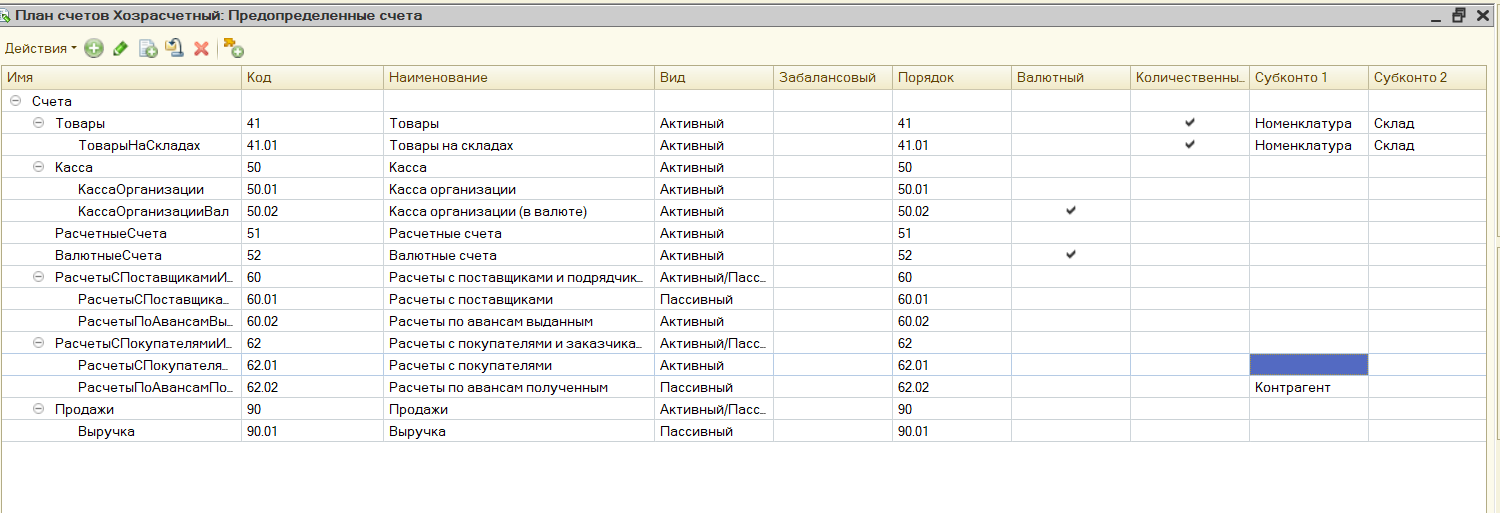 План счетов Хозрасчетный: Предопределенные счета
Действия
Имя Код Наименование Вид Забалансовый Порядок Валютный Количественны... Субконто 1 Субконто 2
Счета
Товары 41 Товары Активный 41 Номенклатура Склад
ТоварыНаСкладах 41.01 Товары на складах Активный 41.01 Номенклатура Склад
Касса 50 Касса Активный 50
КассаОрганизации 50.01 Касса организации Активный 50.01
КассаОрганизацииВал 50.02 Касса организации (в валюте) Активный 50.02
РасчетныеСчета 51 Расчетные счета Активный 51
ВалютныеСчета 52 Валютные счета Активный 52
РасчетыСПоставщикамиИ... 60 Расчеты с поставщиками и подрядчик... Активный/Пасс... 60
РасчетыСПоставщика... 60.01 Расчеты с поставщиками Пассивный 60.01
РасчетыПоАвансамВы... 60.02 Расчеты по авансам выданным Активный 60.02
РасчетыСПокупателямиИ... 62 Расчеты с покупателями и заказчика... Активный/Пасс... 62
РасчетыСПокупателя... 62.01 Расчеты с покупателями Активный 62.01
РасчетыПоАвансамПо... 62.02 Расчеты по авансам полученным Пассивный 62.02 Контрагент
Продажи 90 Продажи Активный/Пасс... 90
Выручка 90.01 Выручка Пассивный 90.01